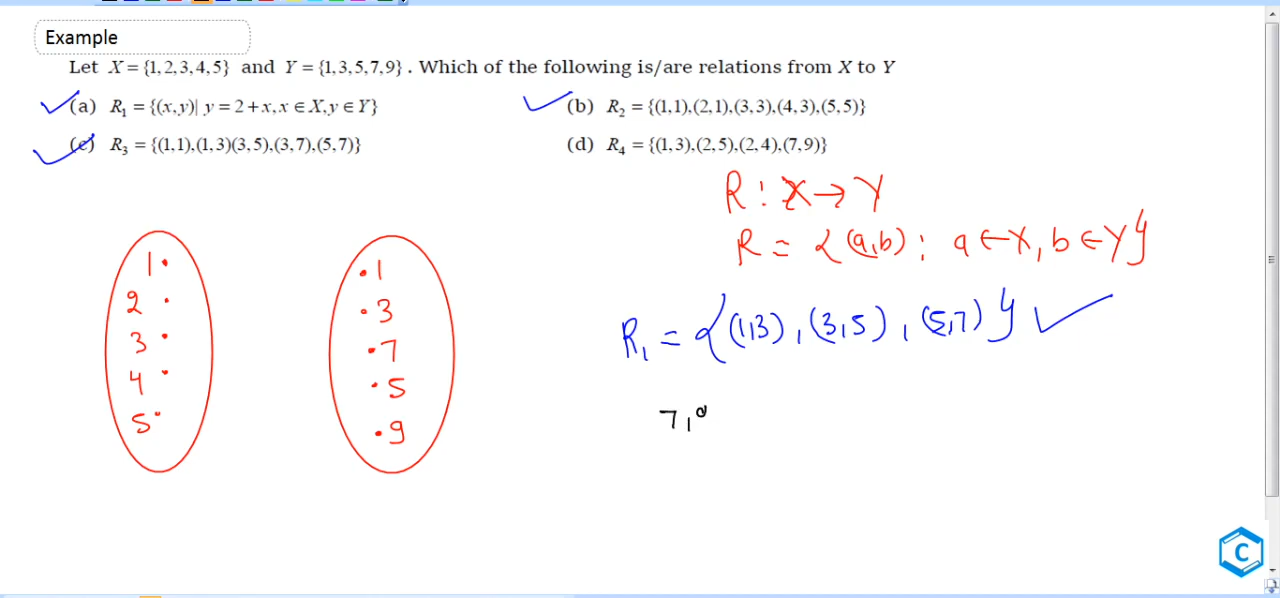 Example
Let X = {1,2,3,4,5} and Y = {1,3,5,7,9} . Which of the following is/are relations from X to Y
(a) R₁ = {(x,y)| y = 2+x,x ∈ X,y ∈ Y} (b) R₂ = {(1,1),(2,1),(3,3),(4,3),(5,5)}
(c) R₃ = {(1,1),(1,3)(3,5),(3,7),(5,7)} (d) R₄ = {(1,3),(2,5),(2,4),(7,9)}
R : X → Y
R = {(a,b) : a ∈ X, b ∈ Y}
R₁ = {(1,3), (3,5), (5,7)}
1
2
3
4
5
1
3
7
5
9
7,
C